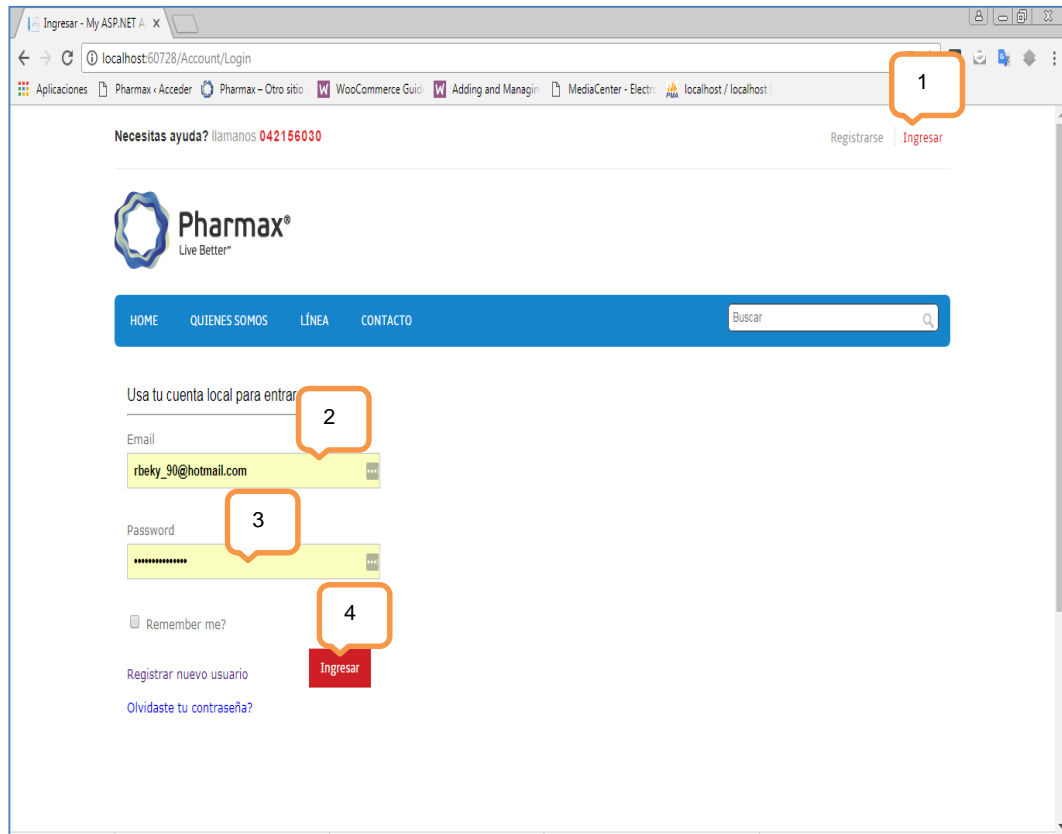 Ingresar - My ASP.NET A
localhost:60728/Account/Login
Aplicaciones Pharmax ‹ Acceder Pharmax – Otro sitio WooCommerce Guid Adding and Managin MediaCenter - Electro localhost / localhost |
1
Necesitas ayuda? llamanos 042156030
Registrarse Ingresar
Pharmax®
Live Better™
HOME QUIENES SOMOS LÍNEA CONTACTO Buscar
Usa tu cuenta local para entrar
2
Email
rbeky_90@hotmail.com
3
Password
4
Remember me?
Registrar nuevo usuario Ingresar
Olvidaste tu contraseña?